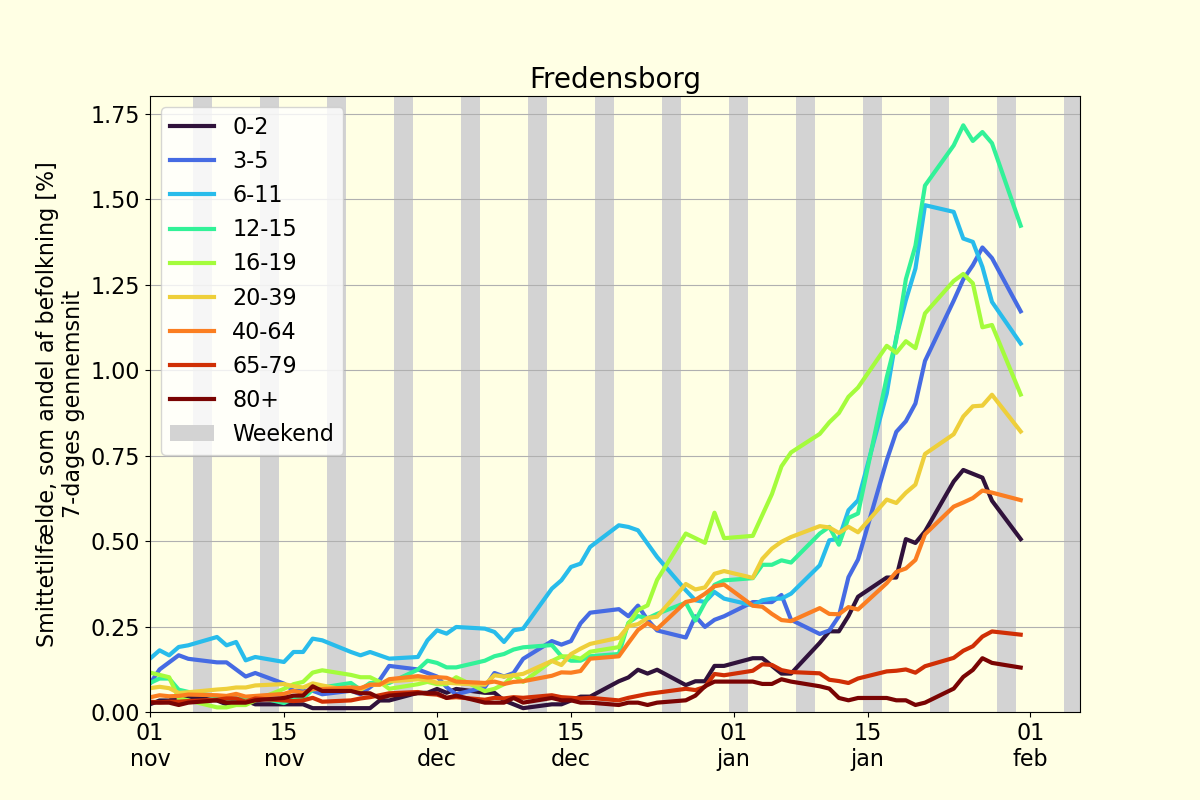 Fredensborg
Smittetilfælde, som andel af befolkning [%]
7-dages gennemsnit
1.75
1.50
1.25
1.00
0.75
0.50
0.25
0.00
0-2
3-5
6-11
12-15
16-19
20-39
40-64
65-79
80+
Weekend
01 15 01 15 01 15 01
nov nov dec dec jan jan feb